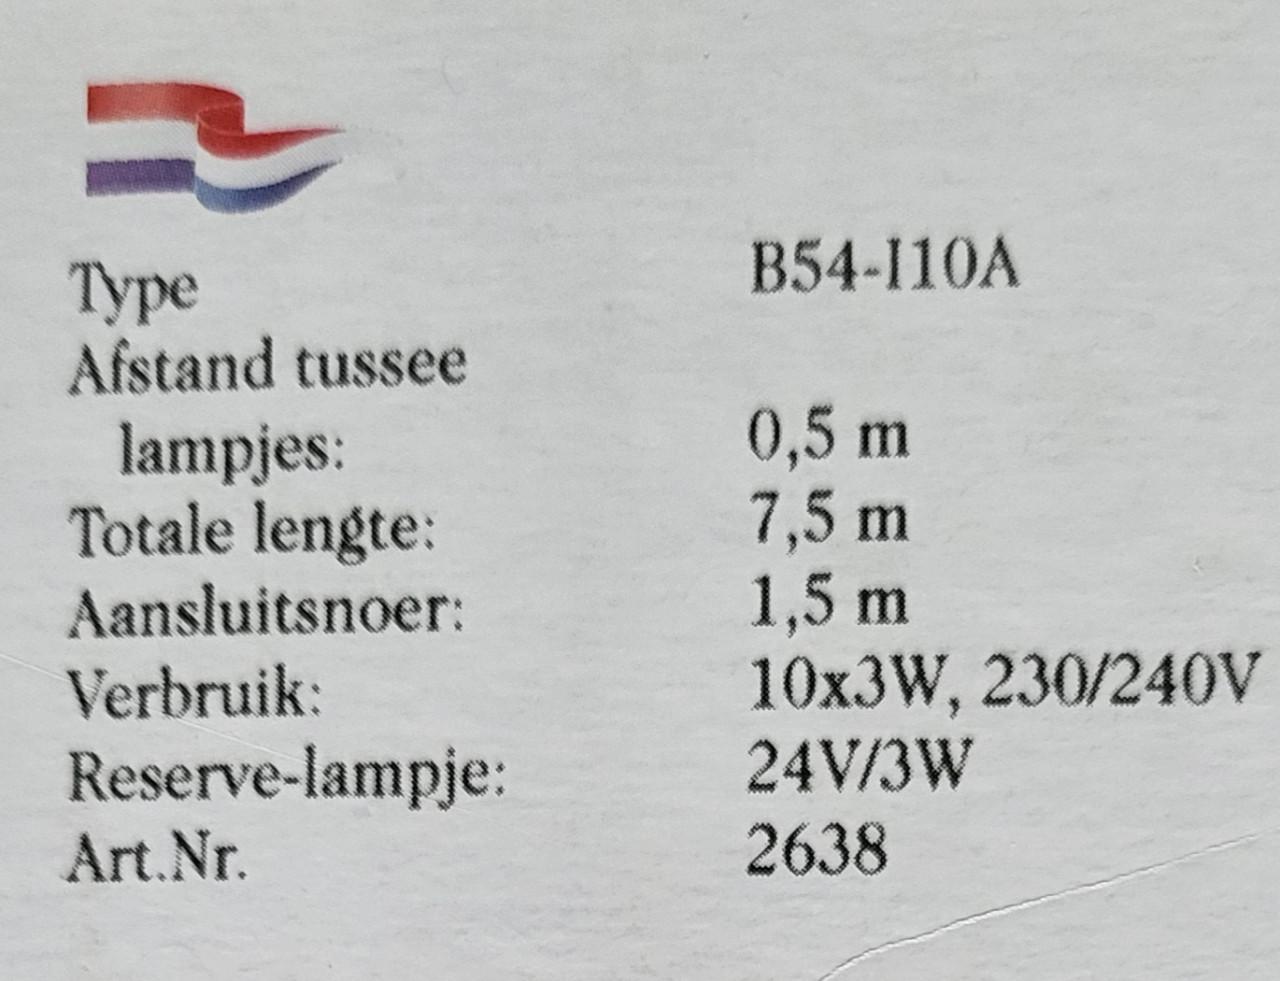 Type B54-I10A
Afstand tussee
lampjes: 0,5 m
Totale lengte: 7,5 m
Aansluitsnoer: 1,5 m
Verbruik: 10x3W, 230/240V
Reserve-lampje: 24V/3W
Art.Nr. 2638